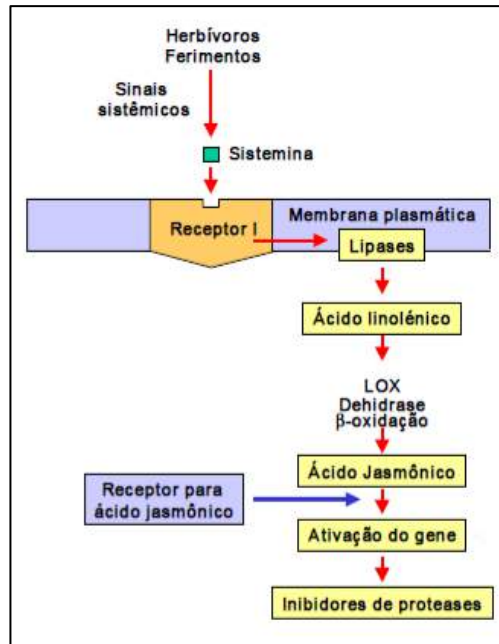 Herbívoros
Ferimentos
Sinais
sistêmicos
Sistemina
Membrana plasmática
Receptor I
Lipases
Ácido linolénico
LOX
Dehidrase
β-oxidação
Ácido Jasmônico
Receptor para
ácido jasmônico
Ativação do gene
Inibidores de proteases